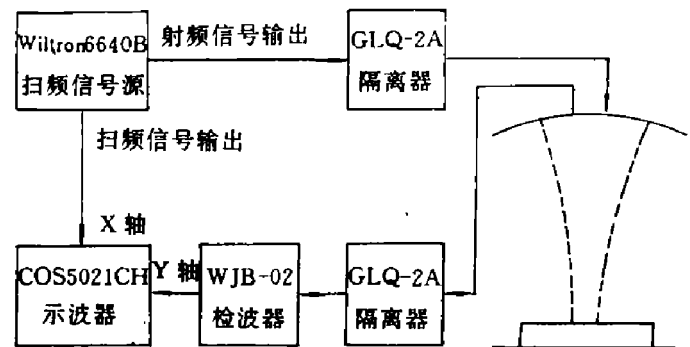 Wiltron6640B
扫频信号源
射频信号输出
GLQ-2A
隔离器
扫频信号输出
X 轴
COS5021CH
示波器
Y 轴
WJB-02
检波器
GLQ-2A
隔离器